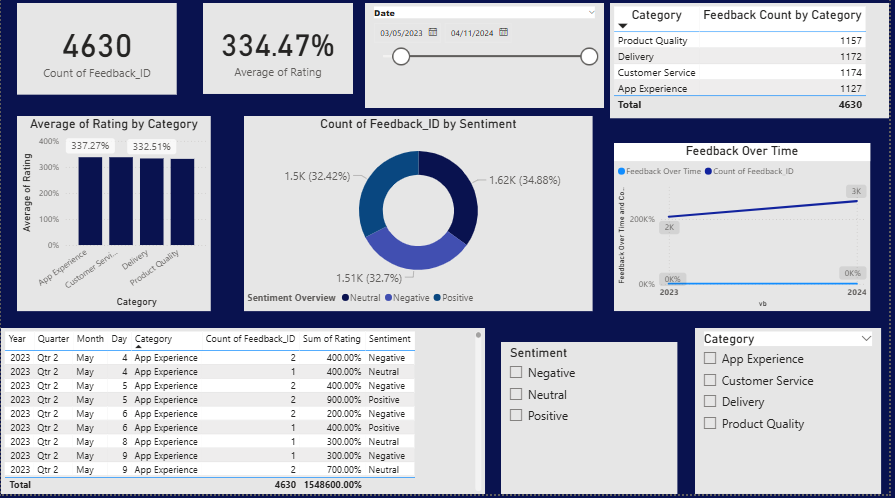 4630
Count of Feedback_ID
334.47%
Average of Rating
Date
03/05/2023 04/11/2024
Category Feedback Count by Category
Product Quality 1157
Delivery 1172
Customer Service 1174
App Experience 1127
Total 4630
Average of Rating by Category
Average of Rating
400%
300%
200%
100%
0%
337.27% 332.51%
App Experience
Customer Servi...
Delivery
Product Quality
Category
Count of Feedback_ID by Sentiment
1.5K (32.42%)
1.62K (34.88%)
1.51K (32.7%)
Sentiment Overview Neutral Negative Positive
Feedback Over Time
Feedback Over Time Count of Feedback_ID
Feedback Over Time and Co...
200K%
0K%
2K
3K
0K%
0K%
2023 2024
vb
Year Quarter Month Day Category Count of Feedback_ID Sum of Rating Sentiment
2023 Qtr 2 May 4 App Experience 2 400.00% Negative
2023 Qtr 2 May 4 App Experience 1 400.00% Neutral
2023 Qtr 2 May 5 App Experience 2 400.00% Negative
2023 Qtr 2 May 5 App Experience 2 900.00% Positive
2023 Qtr 2 May 6 App Experience 2 200.00% Negative
2023 Qtr 2 May 6 App Experience 1 400.00% Positive
2023 Qtr 2 May 8 App Experience 1 300.00% Neutral
2023 Qtr 2 May 9 App Experience 1 300.00% Negative
2023 Qtr 2 May 9 App Experience 2 700.00% Neutral
Total 4630 1548600.00%
Sentiment
Negative
Neutral
Positive
Category
App Experience
Customer Service
Delivery
Product Quality